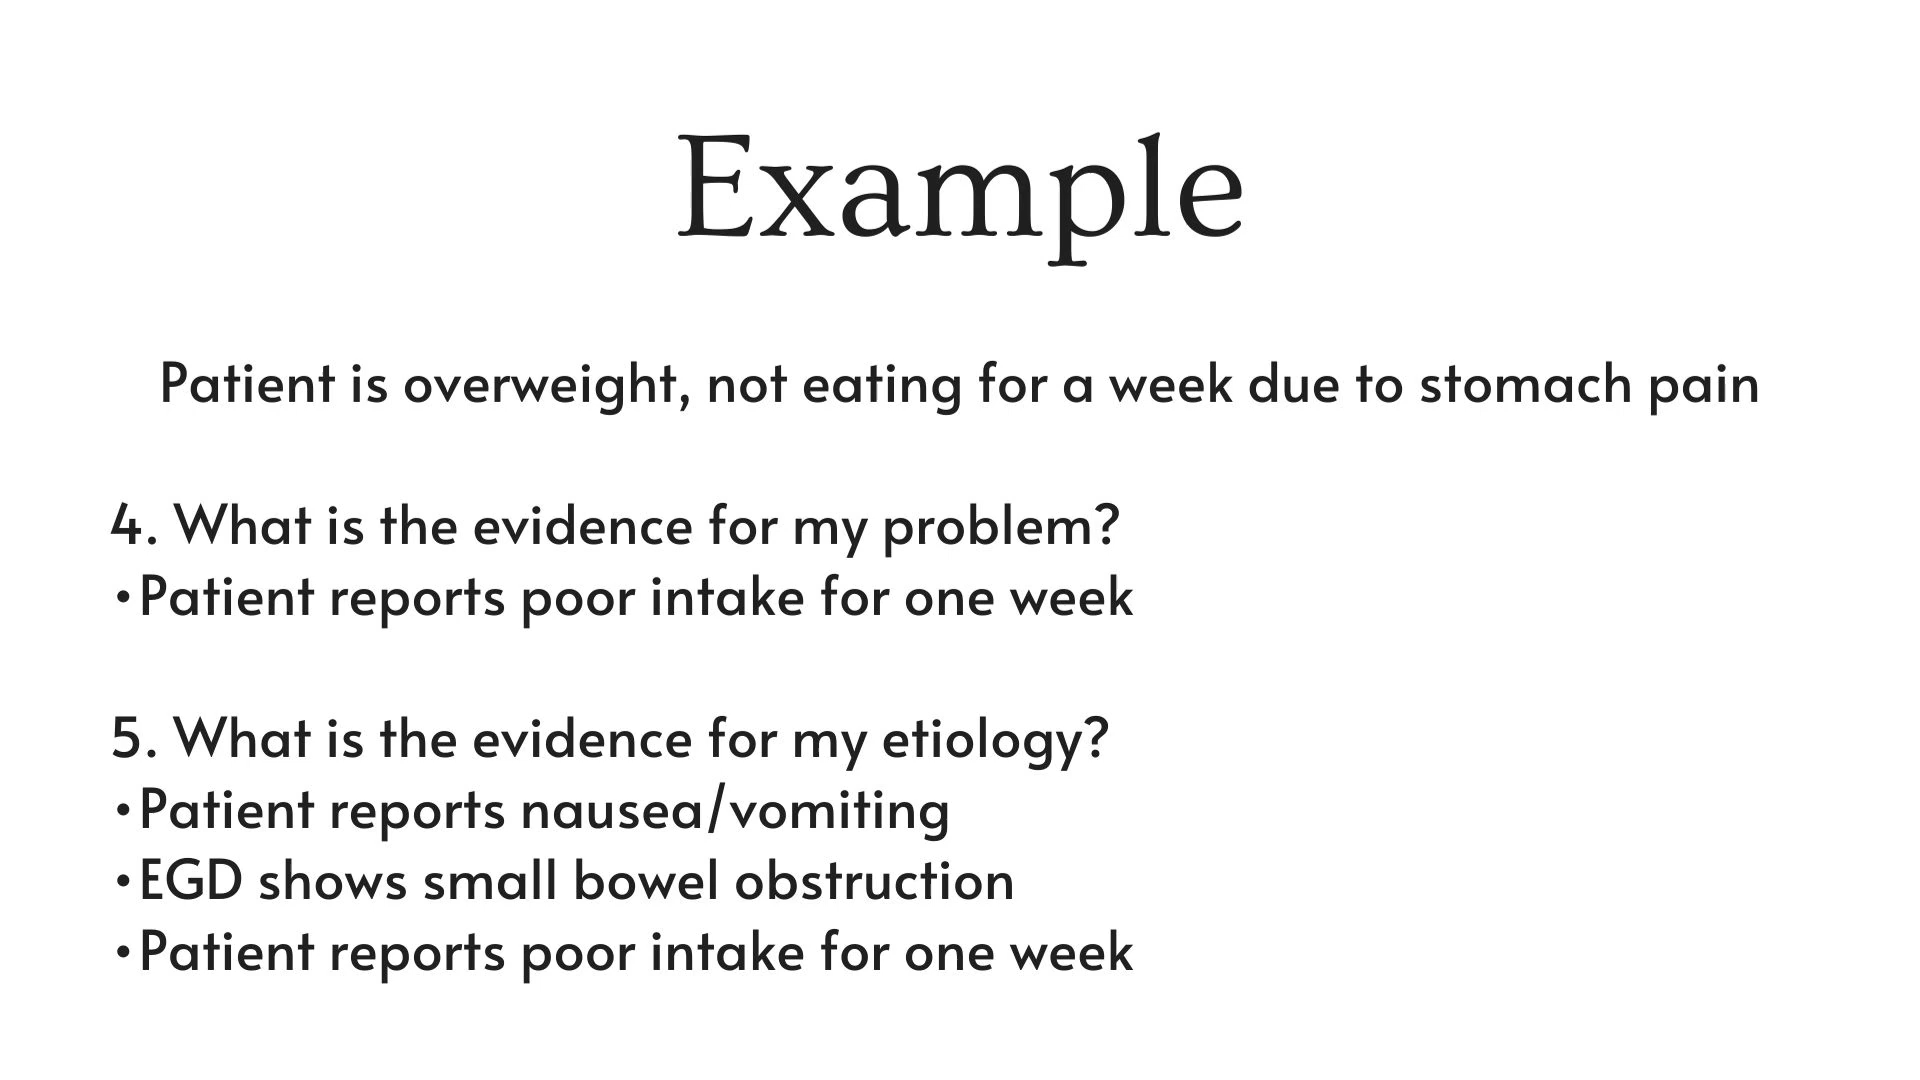 Example
Patient is overweight, not eating for a week due to stomach pain
4. What is the evidence for my problem?
•Patient reports poor intake for one week
5. What is the evidence for my etiology?
•Patient reports nausea/vomiting
•EGD shows small bowel obstruction
•Patient reports poor intake for one week